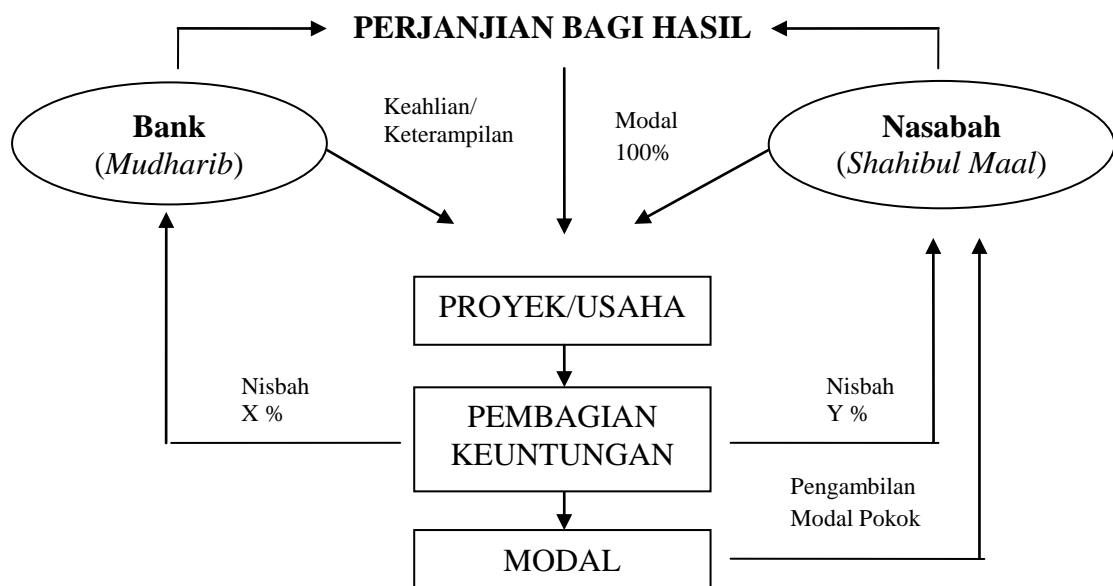 PERJANJIAN BAGI HASIL
Bank
(Mudharib)
Keahlian/
Keterampilan
Modal
100%
Nasabah
(Shahibul Maal)
PROYEK/USAHA
Nisbah
X %
PEMBAGIAN
KEUNTUNGAN
Nisbah
Y %
Pengambilan
Modal Pokok
MODAL